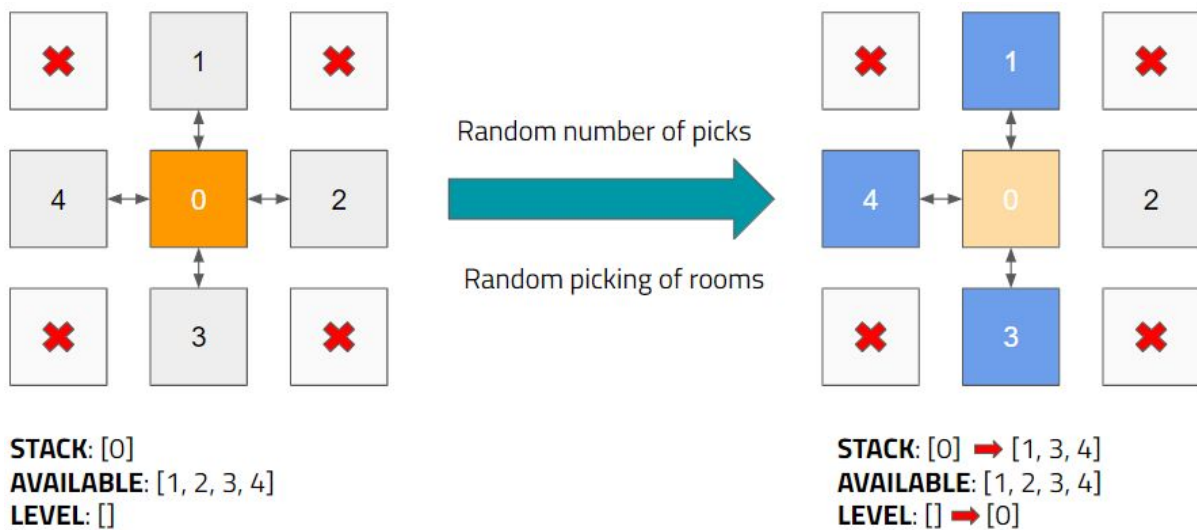 1
1
Random number of picks
4 0 2
4 0 2
Random picking of rooms
3
3
STACK: [0]
AVAILABLE: [1, 2, 3, 4]
LEVEL: []
STACK: [0] [1, 3, 4]
AVAILABLE: [1, 2, 3, 4]
LEVEL: [] [0]